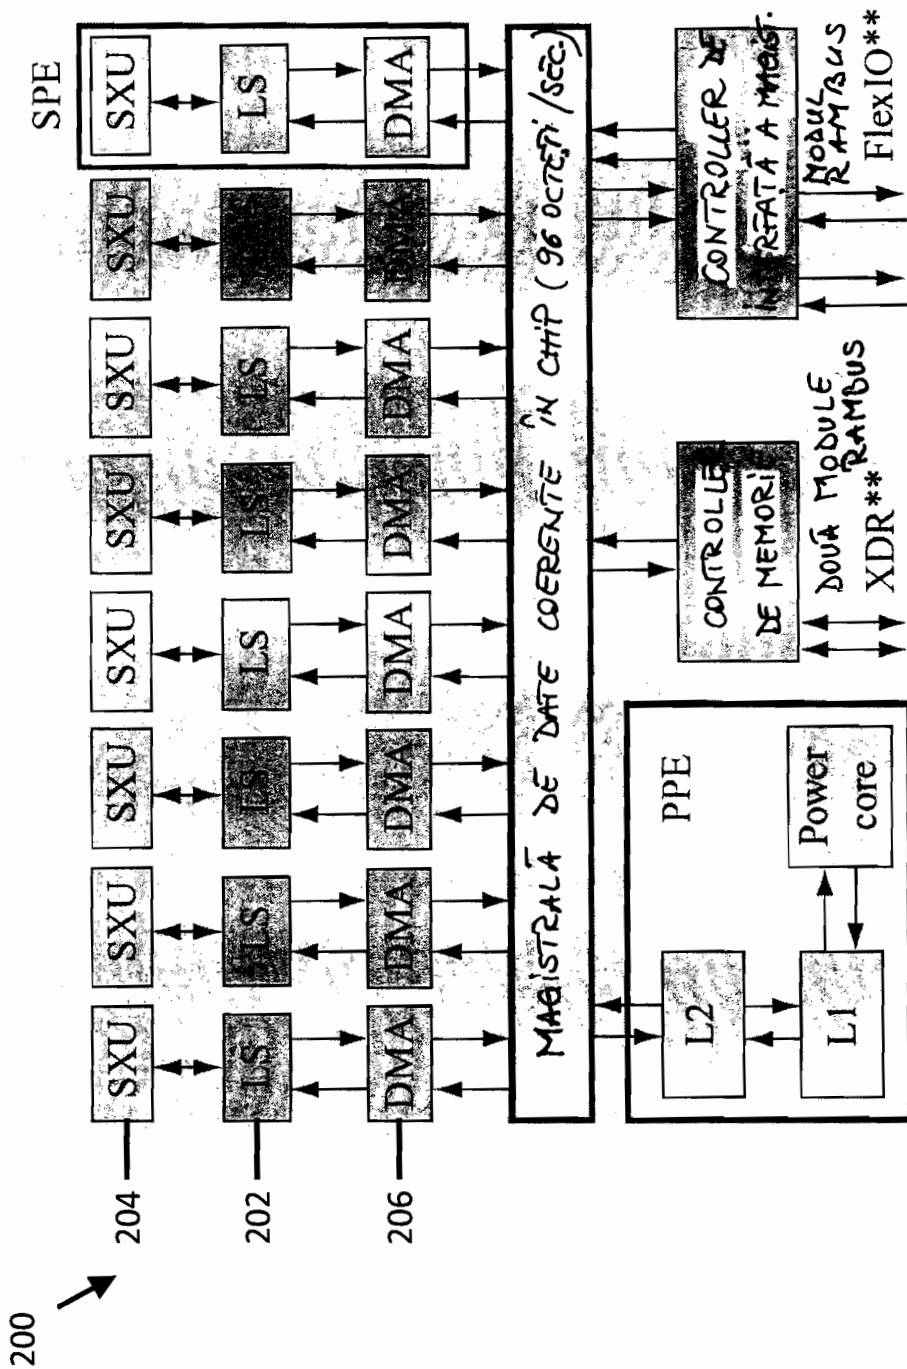 200
SPE
204 SXU SXU SXU SXU SXU SXU SXU SXU
202 LS LS LS LS LS LS LS
206 DMA DMA DMA DMA DMA DMA DMA DMA
MAGISTRALĂ DE DATE COERENTE ÎN CHIP (96 OCTEȚI/SEC)
PPE
L2
L1
Power
core
CONTROLLER
DE MEMORIE
DOUĂ MODULE
RAMBUS
XDR**
CONTROLLER DE
INTERFAȚĂ A MAGIST.
MODUL
RAMBUS
FlexIO**